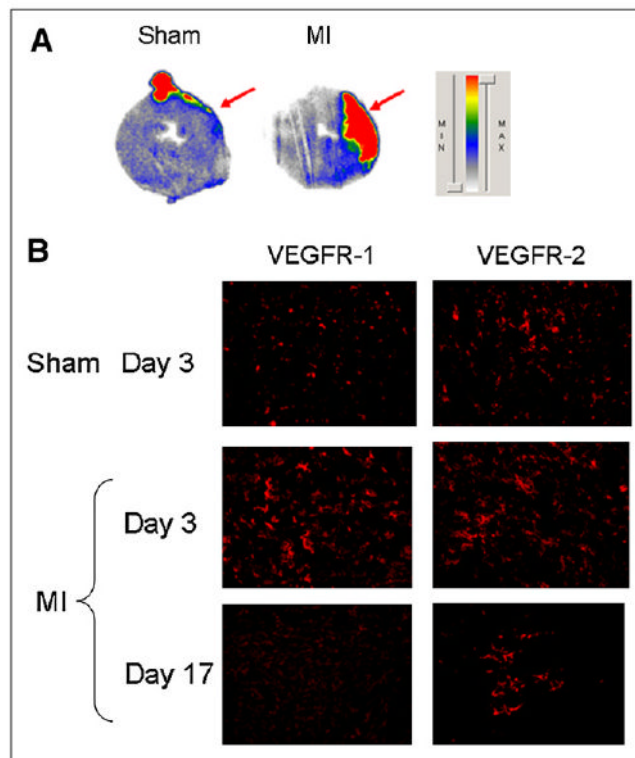 A
Sham MI
MIN MAX
B
VEGFR-1 VEGFR-2
Sham Day 3
Day 3
MI
Day 17